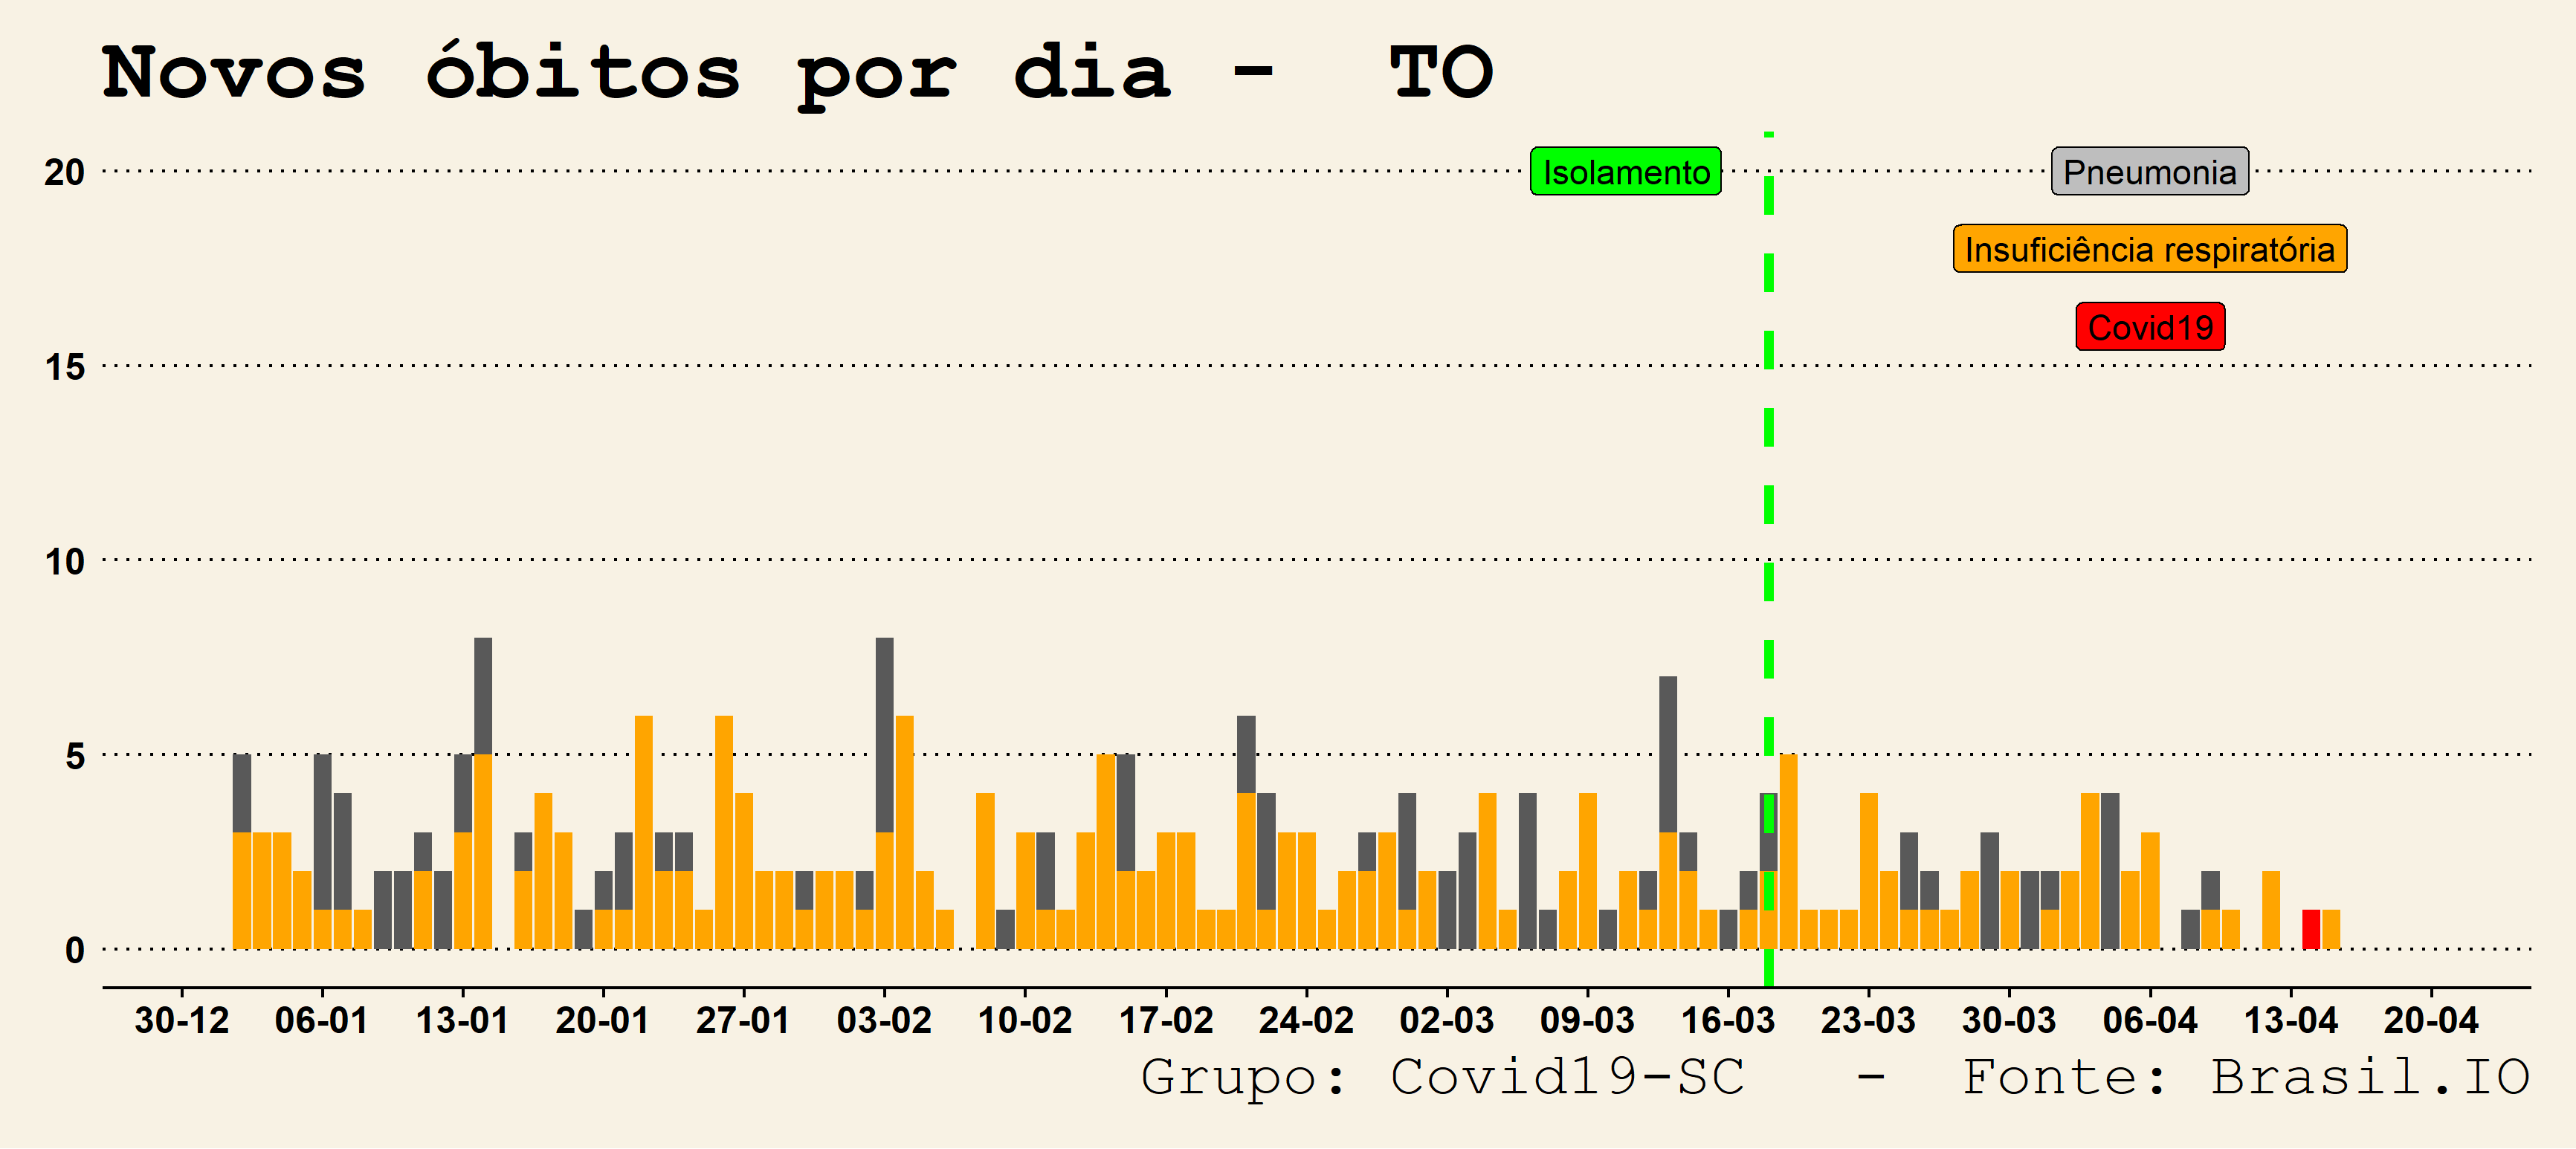 Novos óbitos por dia - TO
20
Isolamento
Pneumonia
Insuficiência respiratória
Covid19
15
10
5
0
30-12 06-01 13-01 20-01 27-01 03-02 10-02 17-02 24-02 02-03 09-03 16-03 23-03 30-03 06-04 13-04 20-04
Grupo: Covid19-SC - Fonte: Brasil.IO